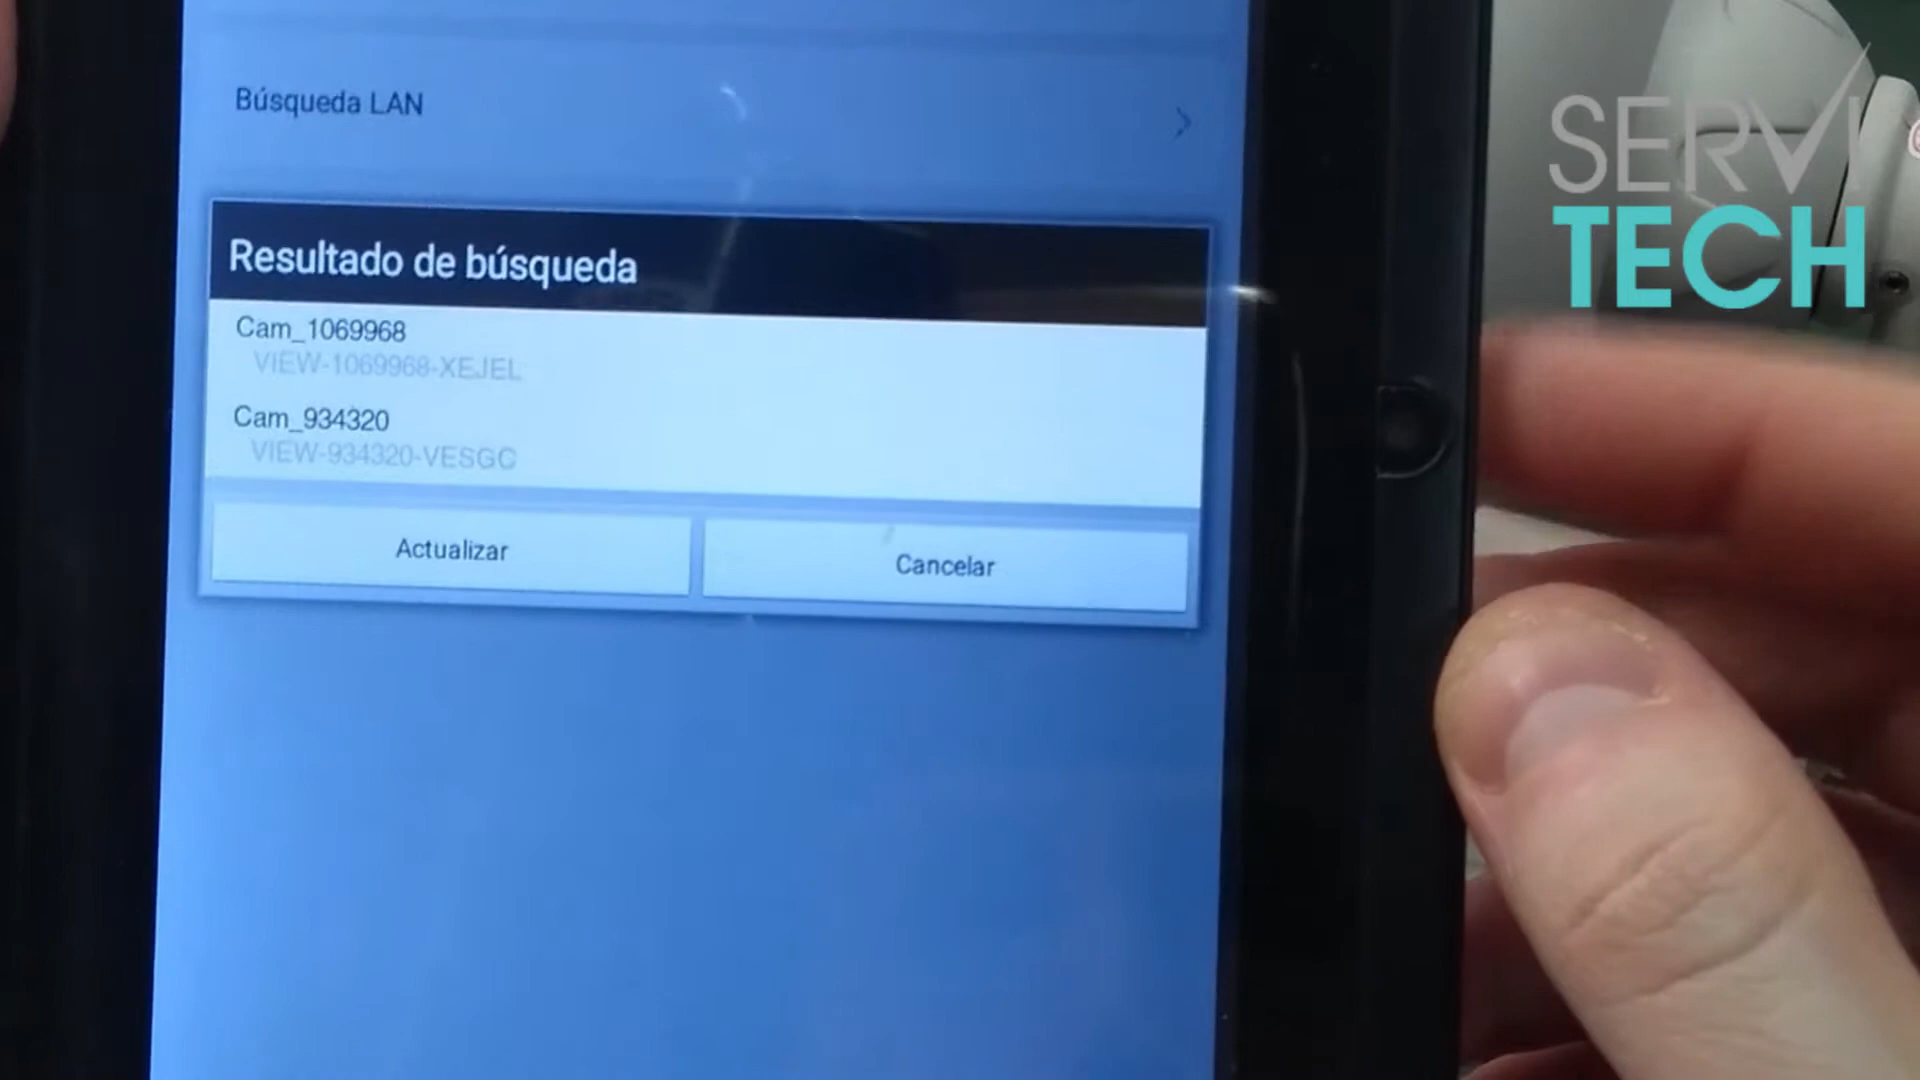 Búsqueda LAN
Resultado de búsqueda
Cam_1069968
VIEW-1069968-XEJEL
Cam_934320
VIEW-934320-VESGC
Actualizar
Cancelar
SERVI
TECH